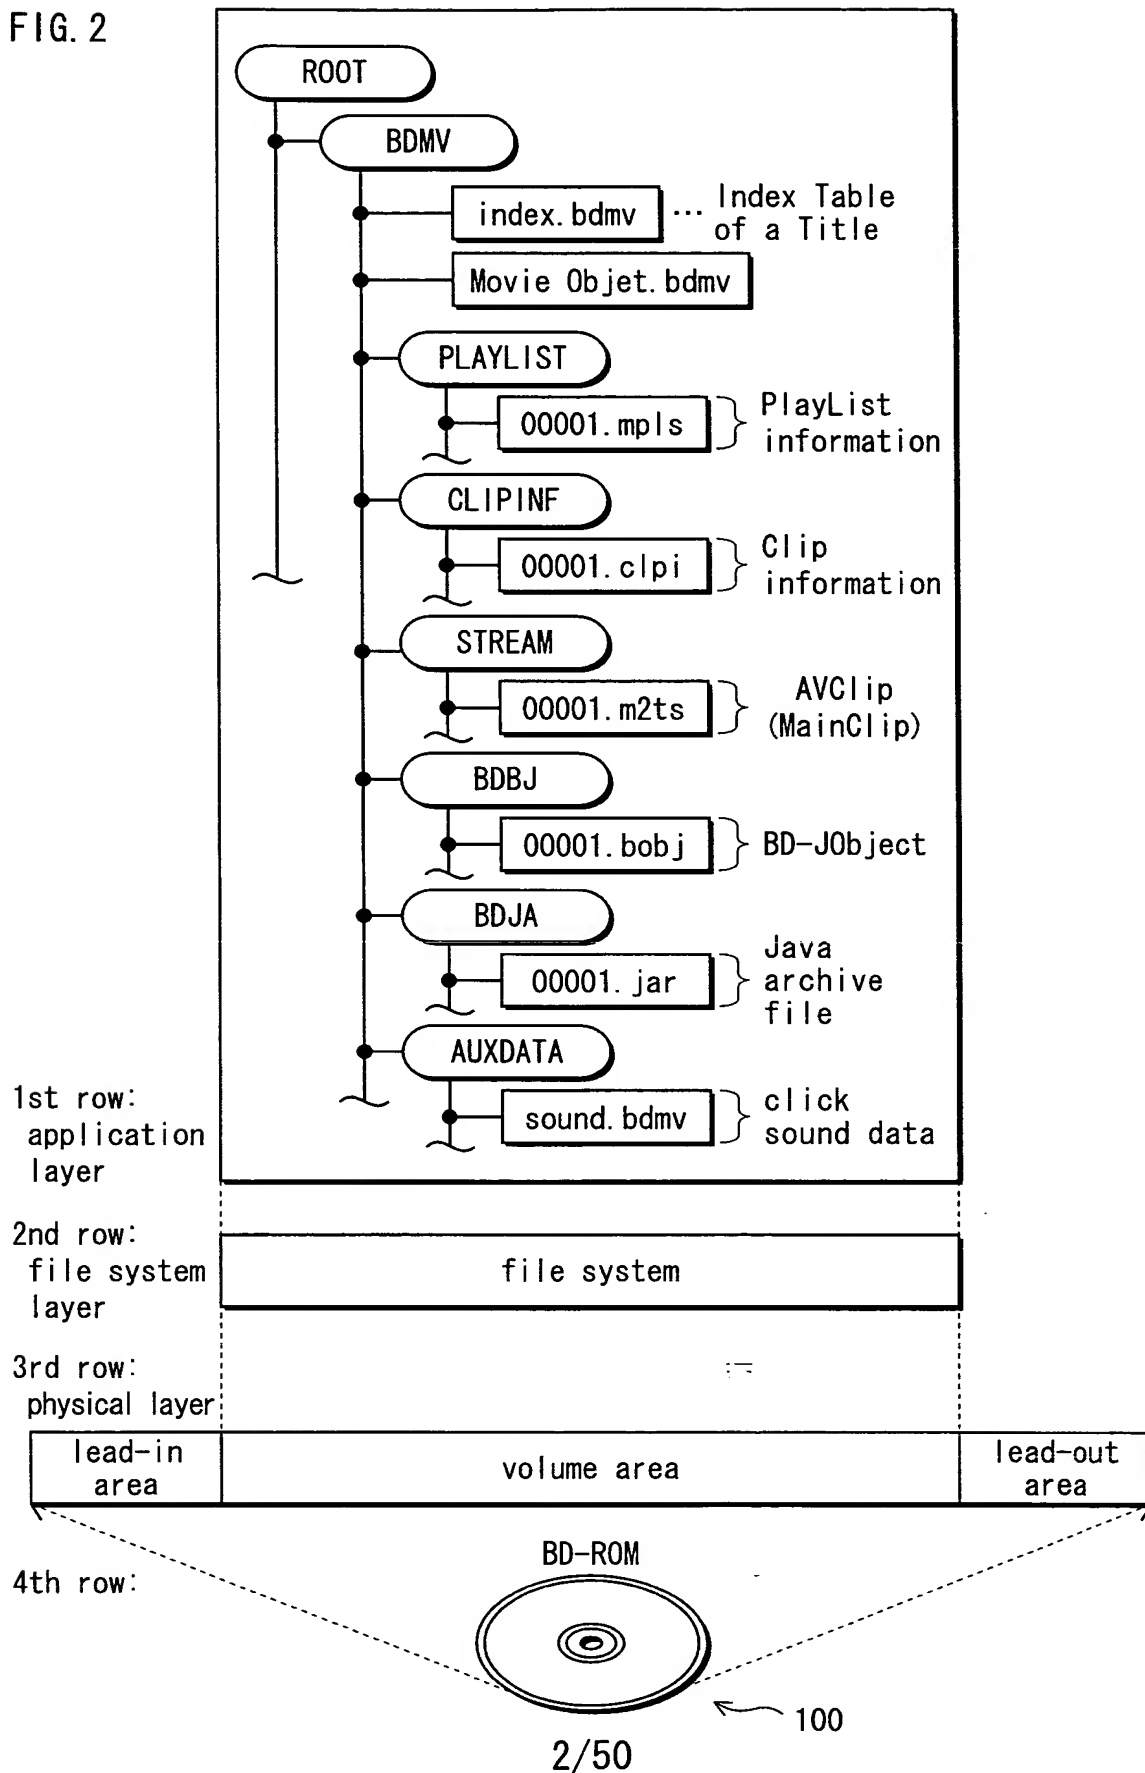 FIG. 2
ROOT
BDMV
index.bdmv ... Index Table
of a Title
Movie Objet.bdmv
PLAYLIST
00001.mpls
PlayList
information
CLIPINF
00001.clpi
Clip
information
STREAM
00001.m2ts
AVClip
(MainClip)
BDBJ
00001.bobj
BD-JObject
BDJA
00001.jar
Java
archive
file
AUXDATA
sound.bdmv
click
sound data
1st row:
application
layer
2nd row:
file system
layer
file system
3rd row:
physical layer
lead-in
area
volume area
lead-out
area
BD-ROM
4th row:
100
2/50